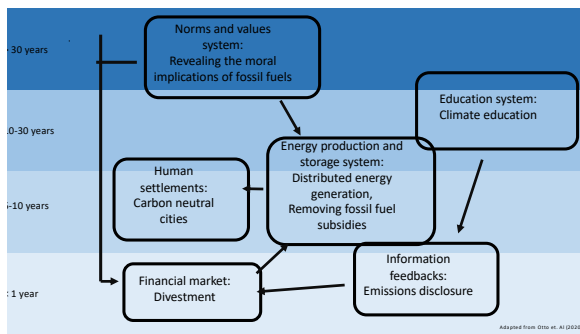 Norms and values
system:
Revealing the moral
implications of fossil fuels
30 years
Education system:
Climate education
10-30 years
Energy production and
storage system:
Distributed energy
generation,
Removing fossil fuel
subsidies
Human
settlements:
Carbon neutral
cities
5-10 years
Information
feedbacks:
Emissions disclosure
Financial market:
Divestment
< 1 year
Adapted from Otto et. Al (2020